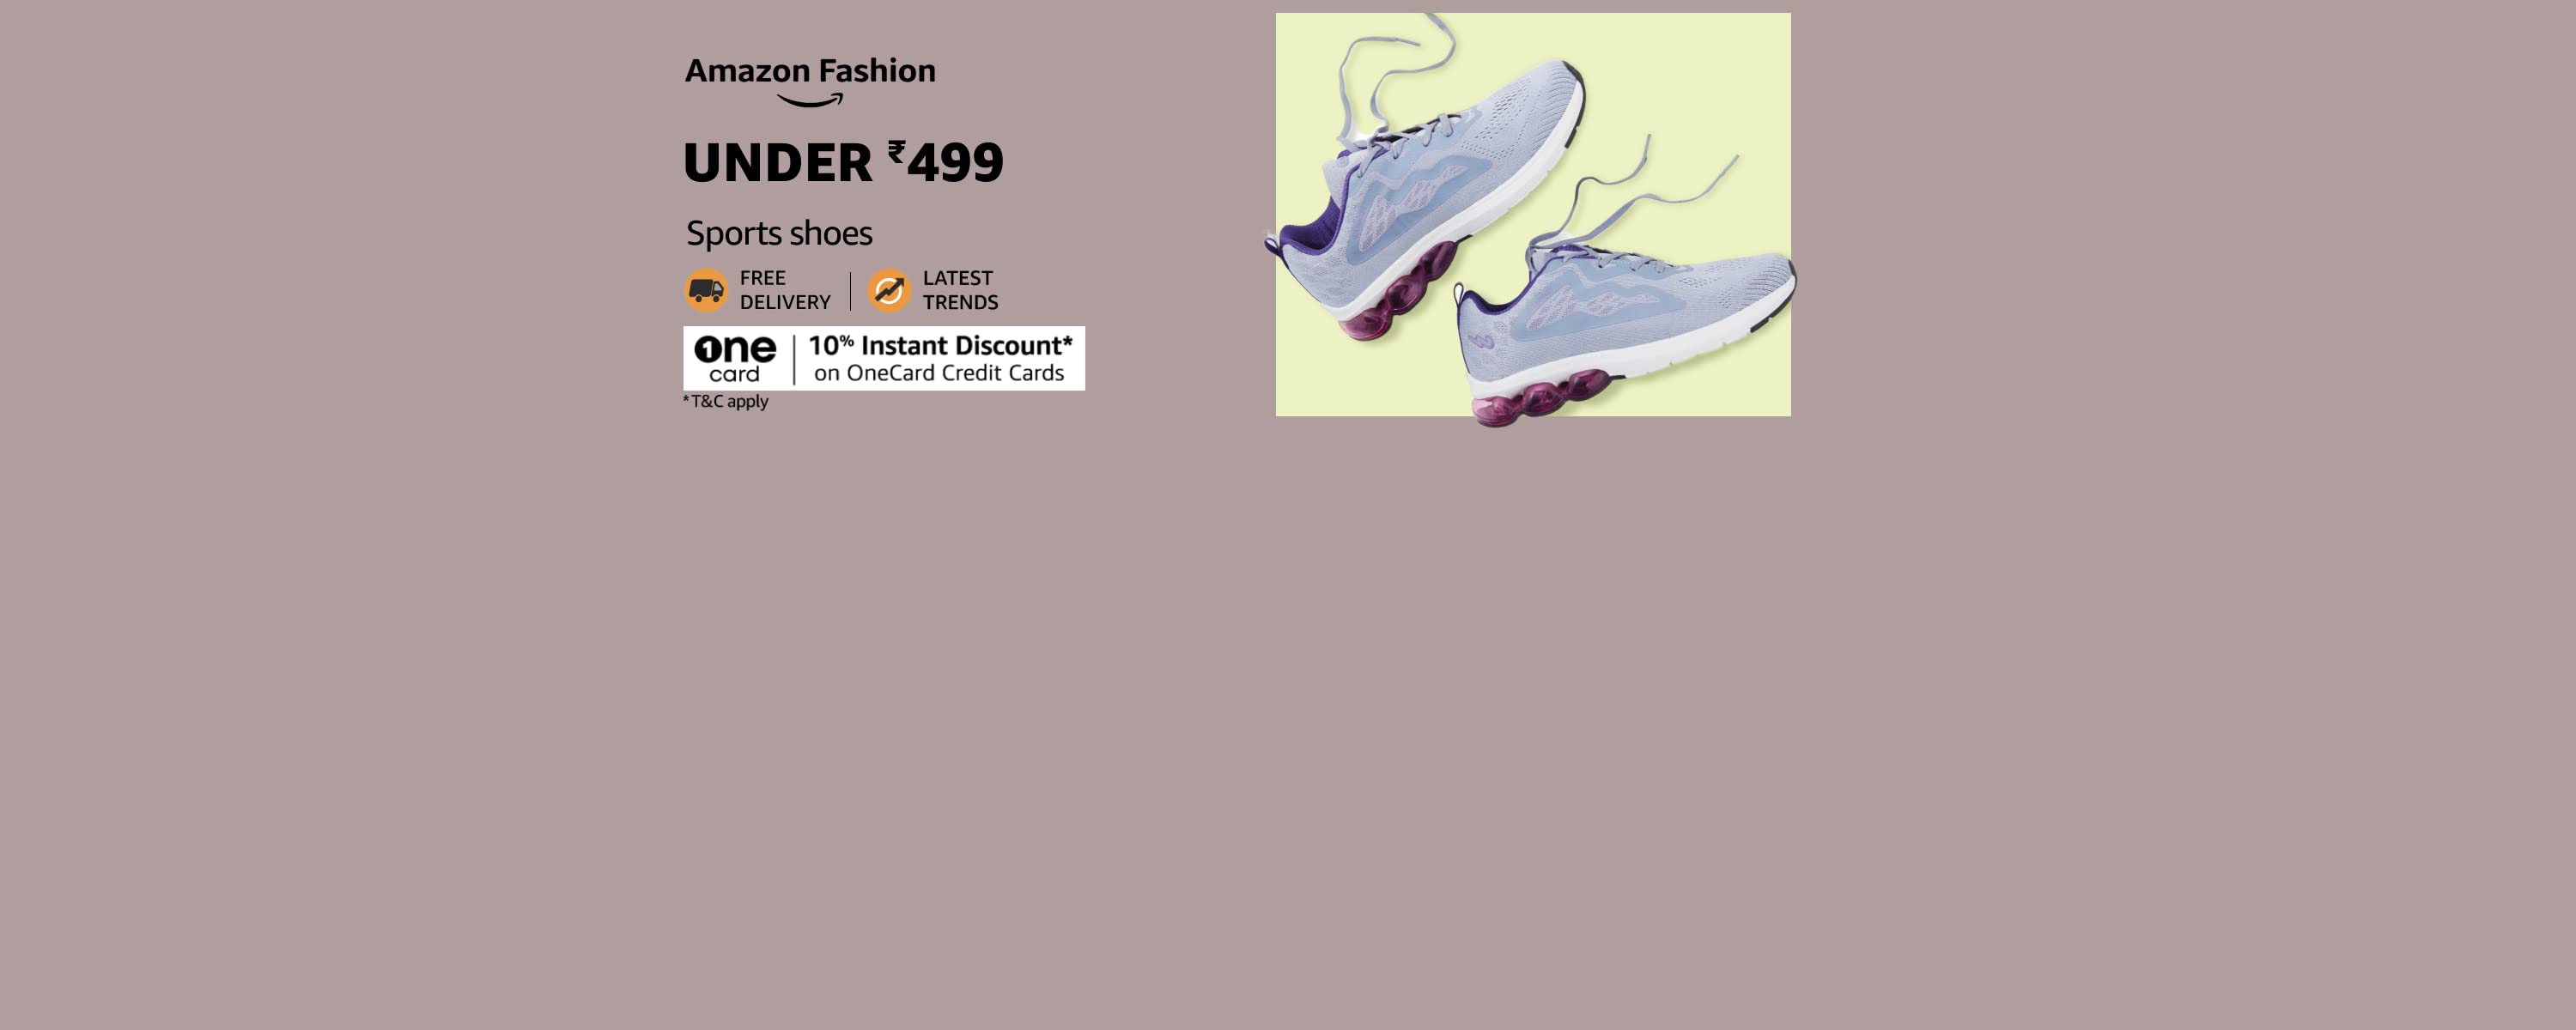 Amazon Fashion
UNDER ₹499
Sports shoes
FREE
DELIVERY
LATEST
TRENDS
one
card
10% Instant Discount*
on OneCard Credit Cards
*T&C apply